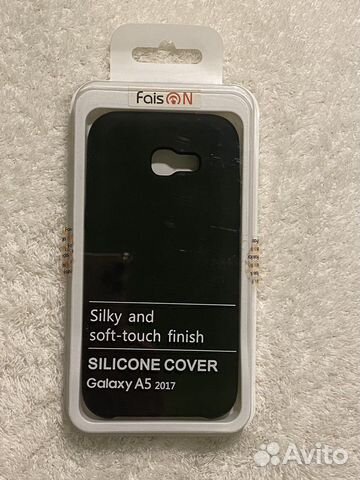 FaisON
Silky and
soft-touch finish
SILICONE COVER
Galaxy A5 2017
Avito